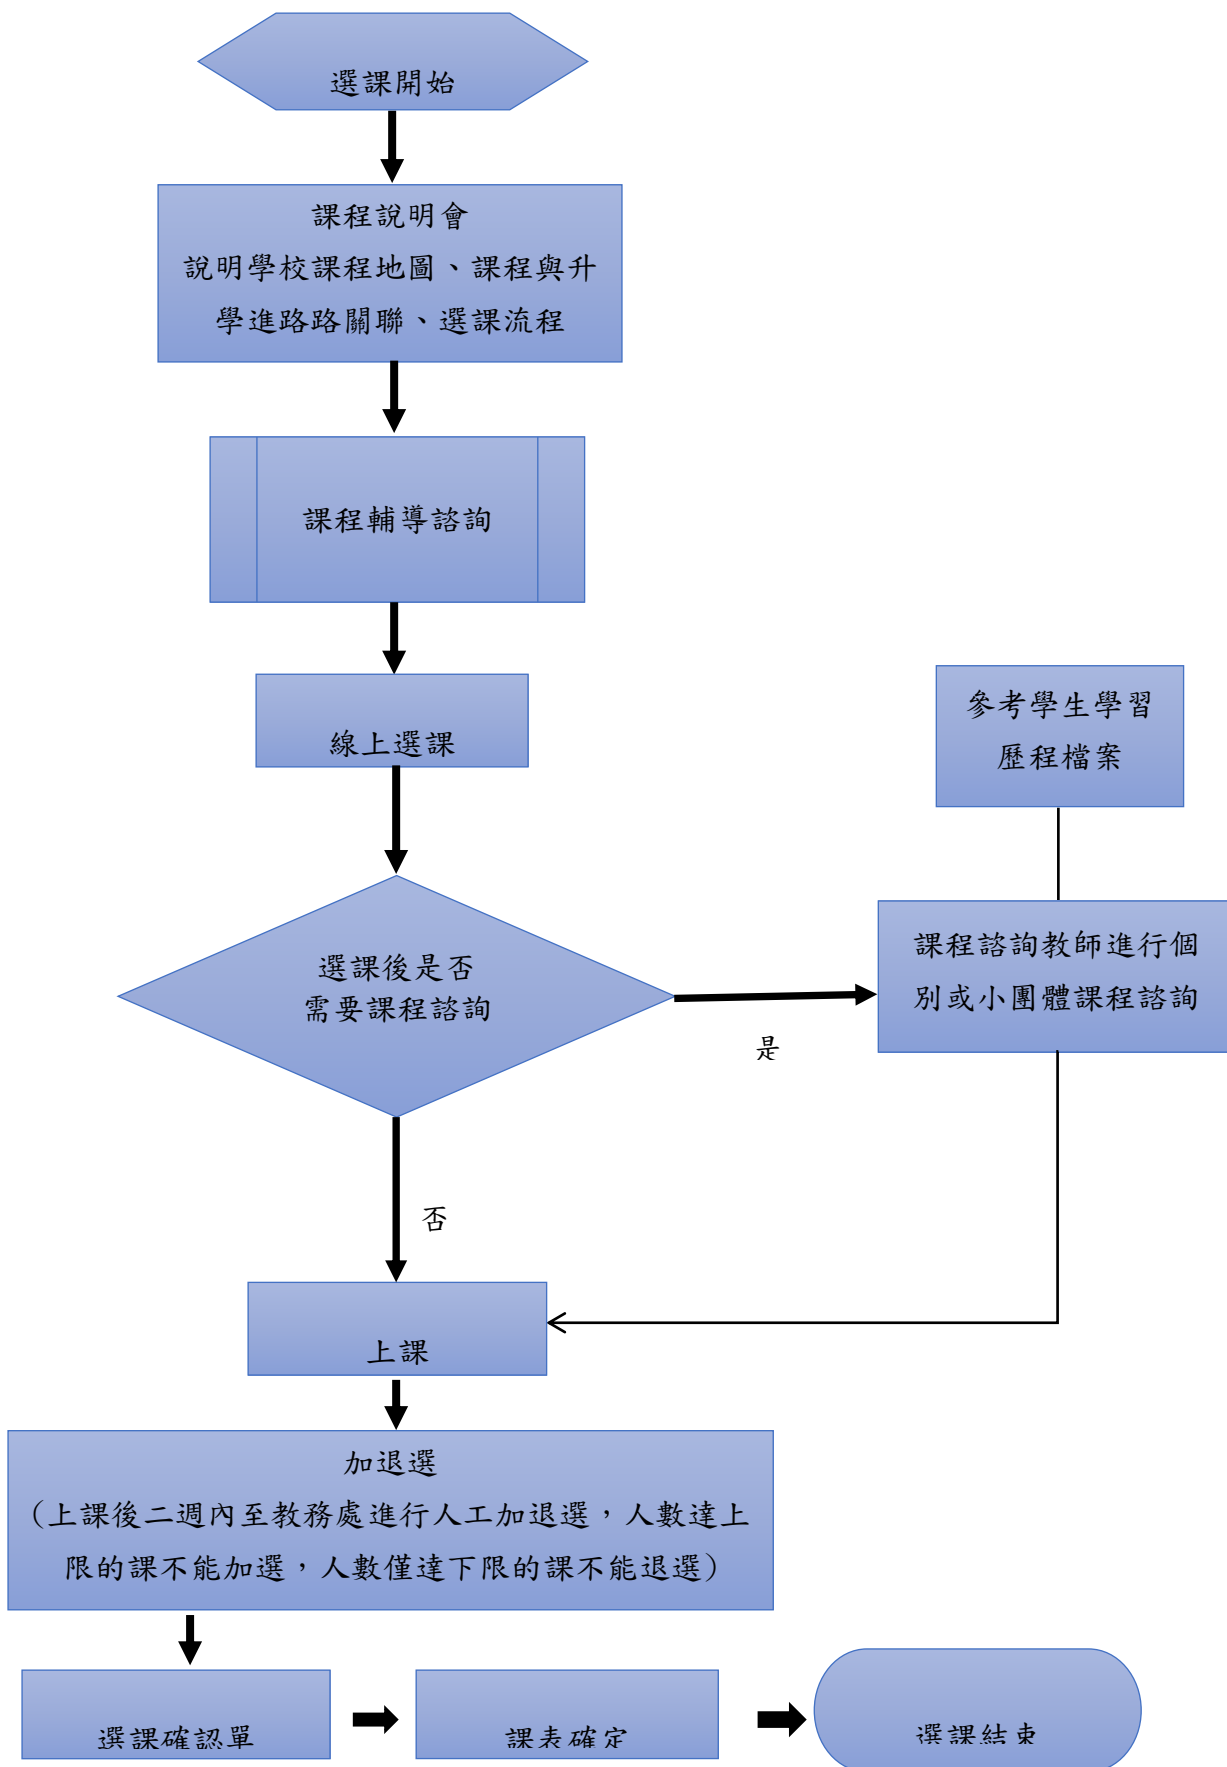 選課開始
課程說明會
說明學校課程地圖、課程與升
學進路路關聯、選課流程
課程輔導諮詢
線上選課
參考學生學習
歷程檔案
選課後是否
需要課程諮詢
課程諮詢教師進行個
別或小團體課程諮詢
是
否
上課
加退選
（上課後二週內至教務處進行人工加退選，人數達上
限的課不能加選，人數僅達下限的課不能退選）
選課確認單
課表確定
選課結束